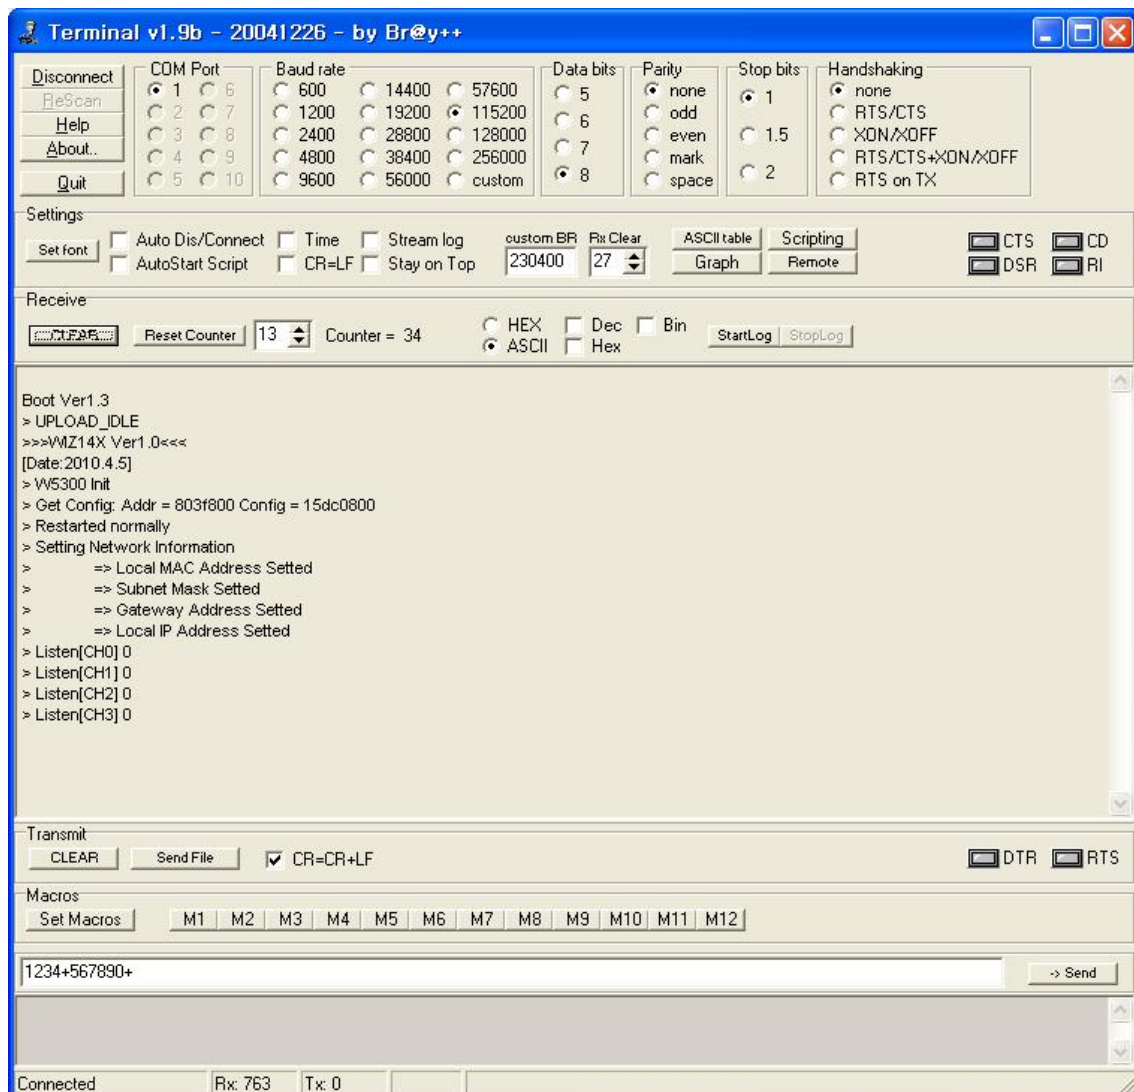 Terminal v1.9b - 20041226 - by Br@y++
Disconnect
ReScan
Help
About..
Quit
COM Port
1 6
2 7
3 8
4 9
5 10
Baud rate
600 14400 57600
1200 19200 115200
2400 28800 128000
4800 38400 256000
9600 56000 custom
Data bits
5
6
7
8
Parity
none
odd
even
mark
space
Stop bits
1
1.5
2
Handshaking
none
RTS/CTS
XON/XOFF
RTS/CTS+XON/XOFF
RTS on TX
Settings
Set font
Auto Dis/Connect Time Stream log
AutoStart Script CR=LF Stay on Top
custom BR Rx Clear
230400 27
ASCII table Scripting
Graph Remote
CTS CD
DSR RI
Receive
CLEAR Reset Counter 13 Counter = 34
HEX Dec Bin
ASCII Hex
StartLog StopLog
Boot Ver1.3
> UPLOAD_IDLE
>>>WIZ14X Ver1.0<<<
[Date:2010.4.5]
> W5300 Init
> Get Config: Addr = 803f800 Config = 15dc0800
> Restarted normally
> Setting Network Information
> => Local MAC Address Setted
> => Subnet Mask Setted
> => Gateway Address Setted
> => Local IP Address Setted
> Listen[CH0] 0
> Listen[CH1] 0
> Listen[CH2] 0
> Listen[CH3] 0
Transmit
CLEAR Send File CR=CR+LF DTR RTS
Macros
Set Macros M1 M2 M3 M4 M5 M6 M7 M8 M9 M10 M11 M12
1234+567890+ -> Send
Connected Rx: 763 Tx: 0